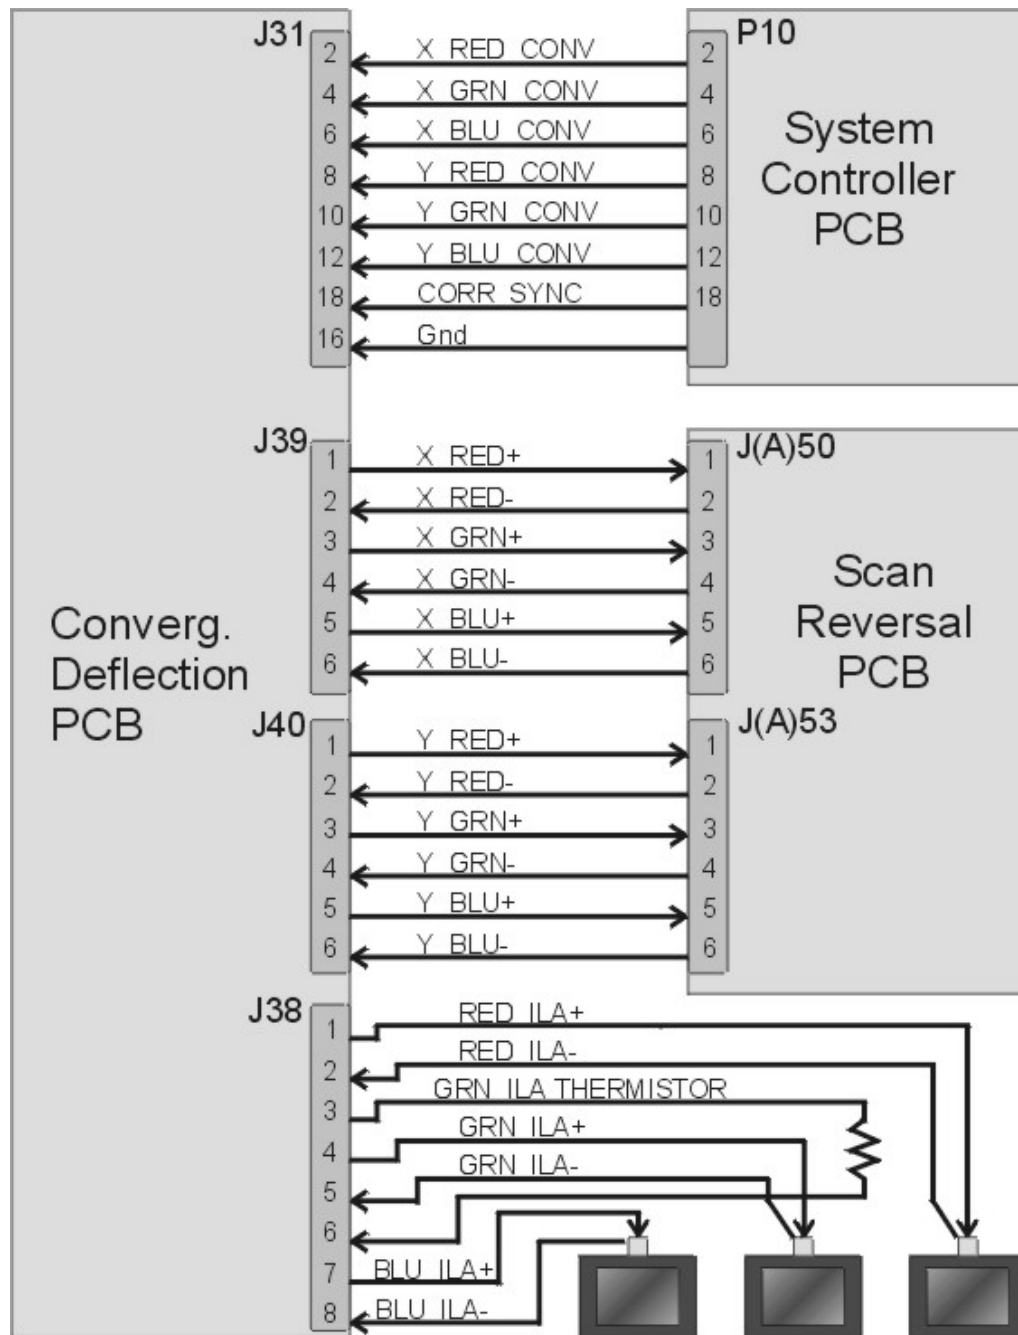 J31 P10
2 X RED CONV 2
4 X GRN CONV 4
6 X BLU CONV 6
8 Y RED CONV 8
10 Y GRN CONV 10
12 Y BLU CONV 12
18 CORR SYNC 18
16 Gnd
System
Controller
PCB
J39 J(A)50
1 X RED+ 1
2 X RED- 2
3 X GRN+ 3
4 X GRN- 4
5 X BLU+ 5
6 X BLU- 6
Scan
Reversal
PCB
Converg.
Deflection
PCB
J40 J(A)53
1 Y RED+ 1
2 Y RED- 2
3 Y GRN+ 3
4 Y GRN- 4
5 Y BLU+ 5
6 Y BLU- 6
J38
1 RED ILA+
2 RED ILA-
3 GRN ILA THERMISTOR
4 GRN ILA+
5 GRN ILA-
6
7 BLU ILA+
8 BLU ILA-